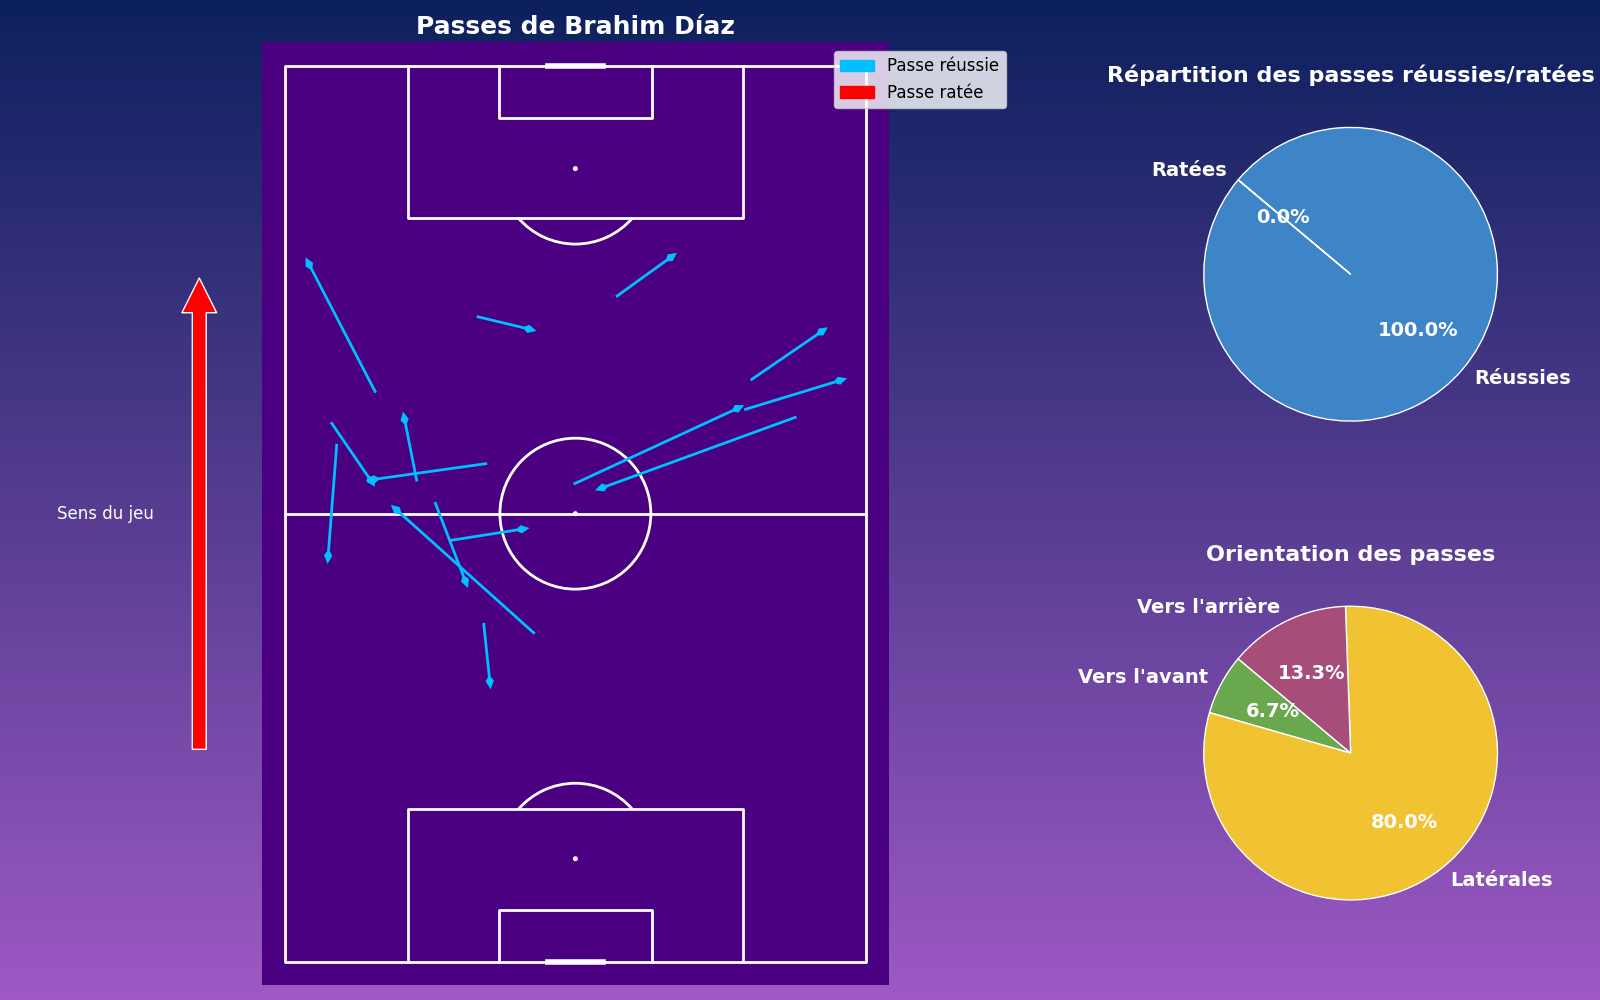 Passes de Brahim Díaz
Passe réussie
Passe ratée
Sens du jeu
Répartition des passes réussies/ratées
Ratées
0.0%
100.0%
Réussies
Orientation des passes
Vers l'arrière
13.3%
Vers l'avant
6.7%
80.0%
Latérales